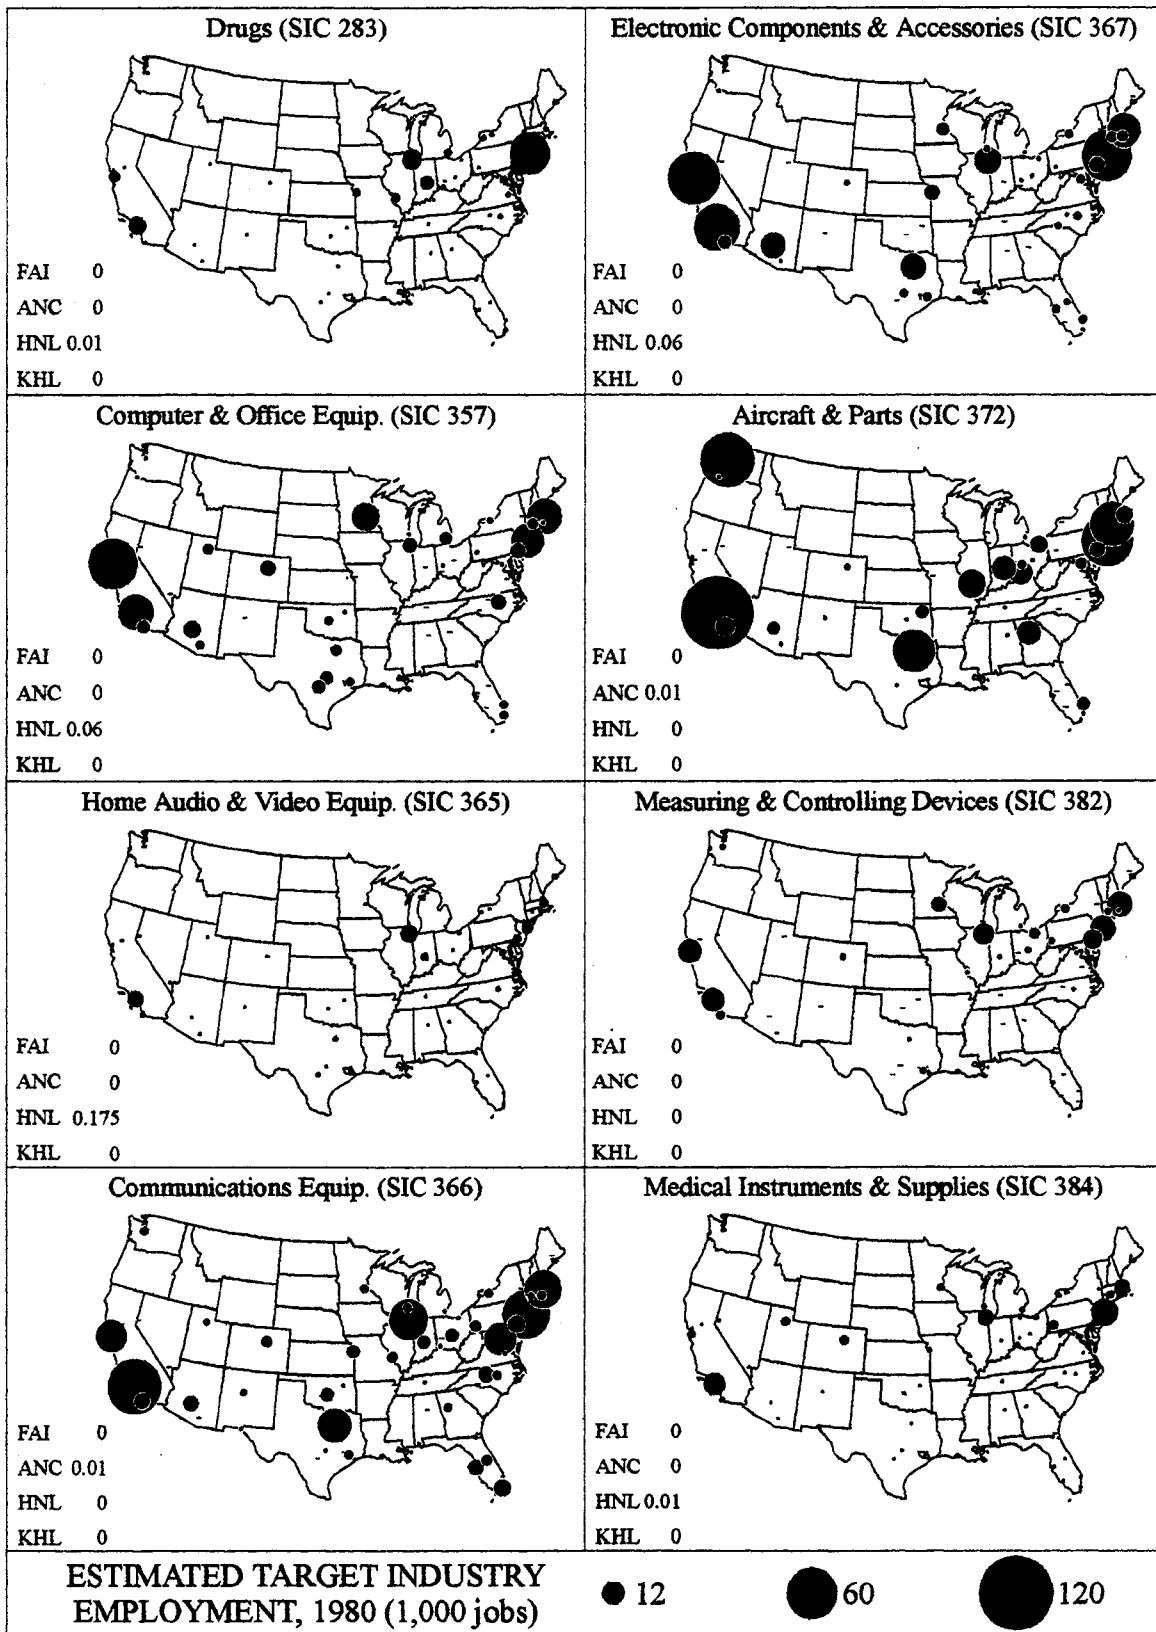 Drugs (SIC 283)
FAI 0
ANC 0
HNL 0.01
KHL 0
Electronic Components & Accessories (SIC 367)
FAI 0
ANC 0
HNL 0.06
KHL 0
Computer & Office Equip. (SIC 357)
FAI 0
ANC 0
HNL 0.06
KHL 0
Aircraft & Parts (SIC 372)
FAI 0
ANC 0.01
HNL 0
KHL 0
Home Audio & Video Equip. (SIC 365)
FAI 0
ANC 0
HNL 0.175
KHL 0
Measuring & Controlling Devices (SIC 382)
FAI 0
ANC 0
HNL 0
KHL 0
Communications Equip. (SIC 366)
FAI 0
ANC 0.01
HNL 0
KHL 0
Medical Instruments & Supplies (SIC 384)
FAI 0
ANC 0
HNL 0.01
KHL 0
ESTIMATED TARGET INDUSTRY
EMPLOYMENT, 1980 (1,000 jobs)
12 60 120